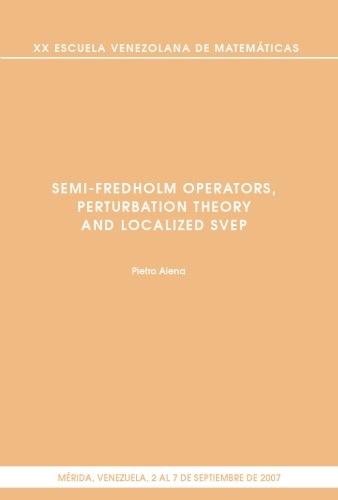 XX ESCUELA VENEZOLANA DE MATEMÁTICAS
SEMI-FREDHOLM OPERATORS,
PERTURBATION THEORY
AND LOCALIZED SVEP
Pietro Aiena
MÉRIDA, VENEZUELA, 2 AL 7 DE SEPTIEMBRE DE 2007